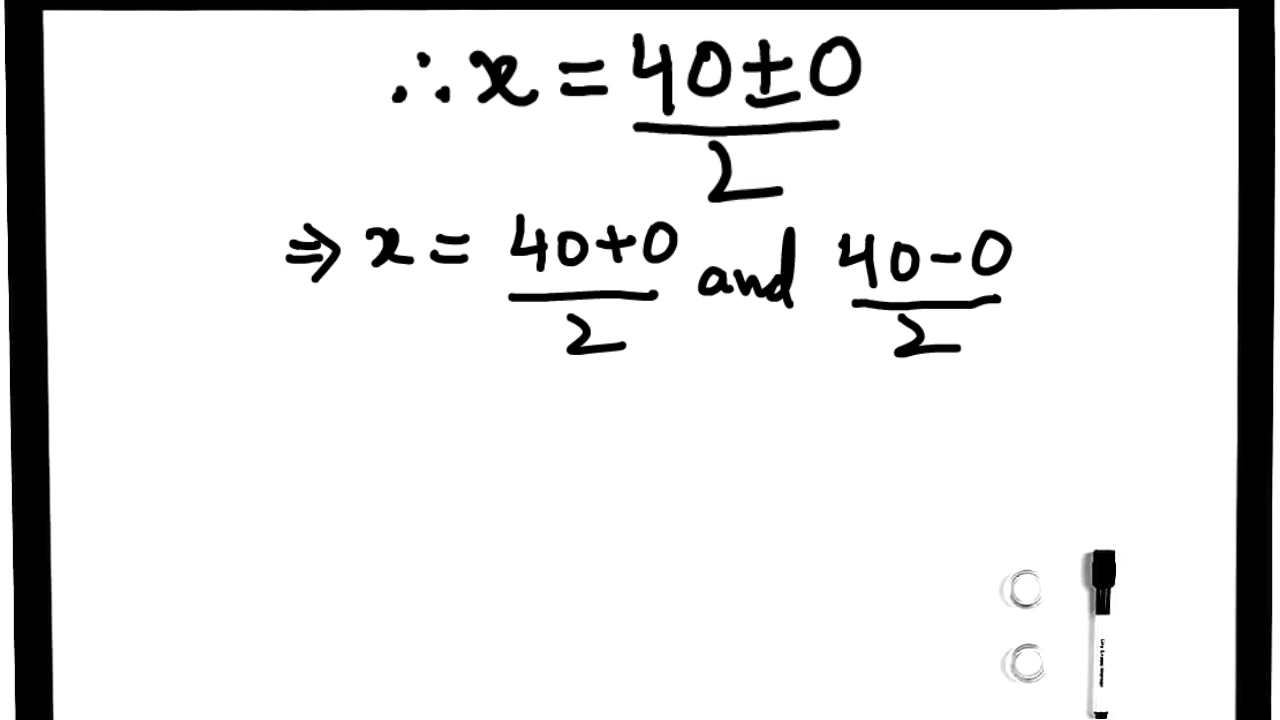 ∴ x = 40±0/2
⇒ x = 40+0/2 and 40-0/2